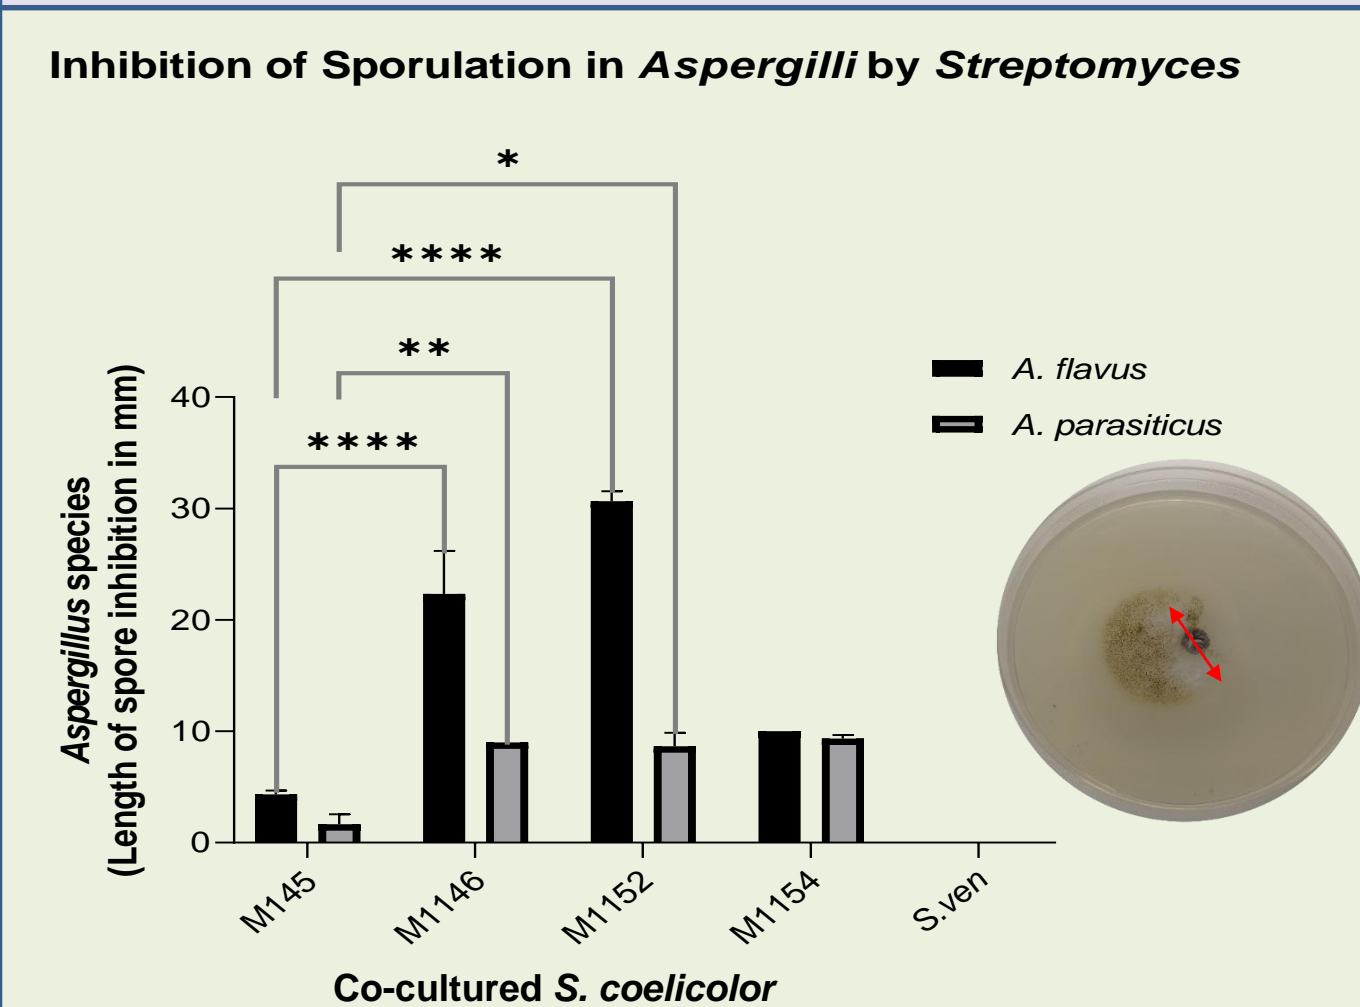 Inhibition of Sporulation in Aspergilli by Streptomyces
*
****
**
****
Aspergillus species
(Length of spore inhibition in mm)
40
30
20
10
0
A. flavus
A. parasiticus
M145
M1146
M1152
M1154
S.ven
Co-cultured S. coelicolor